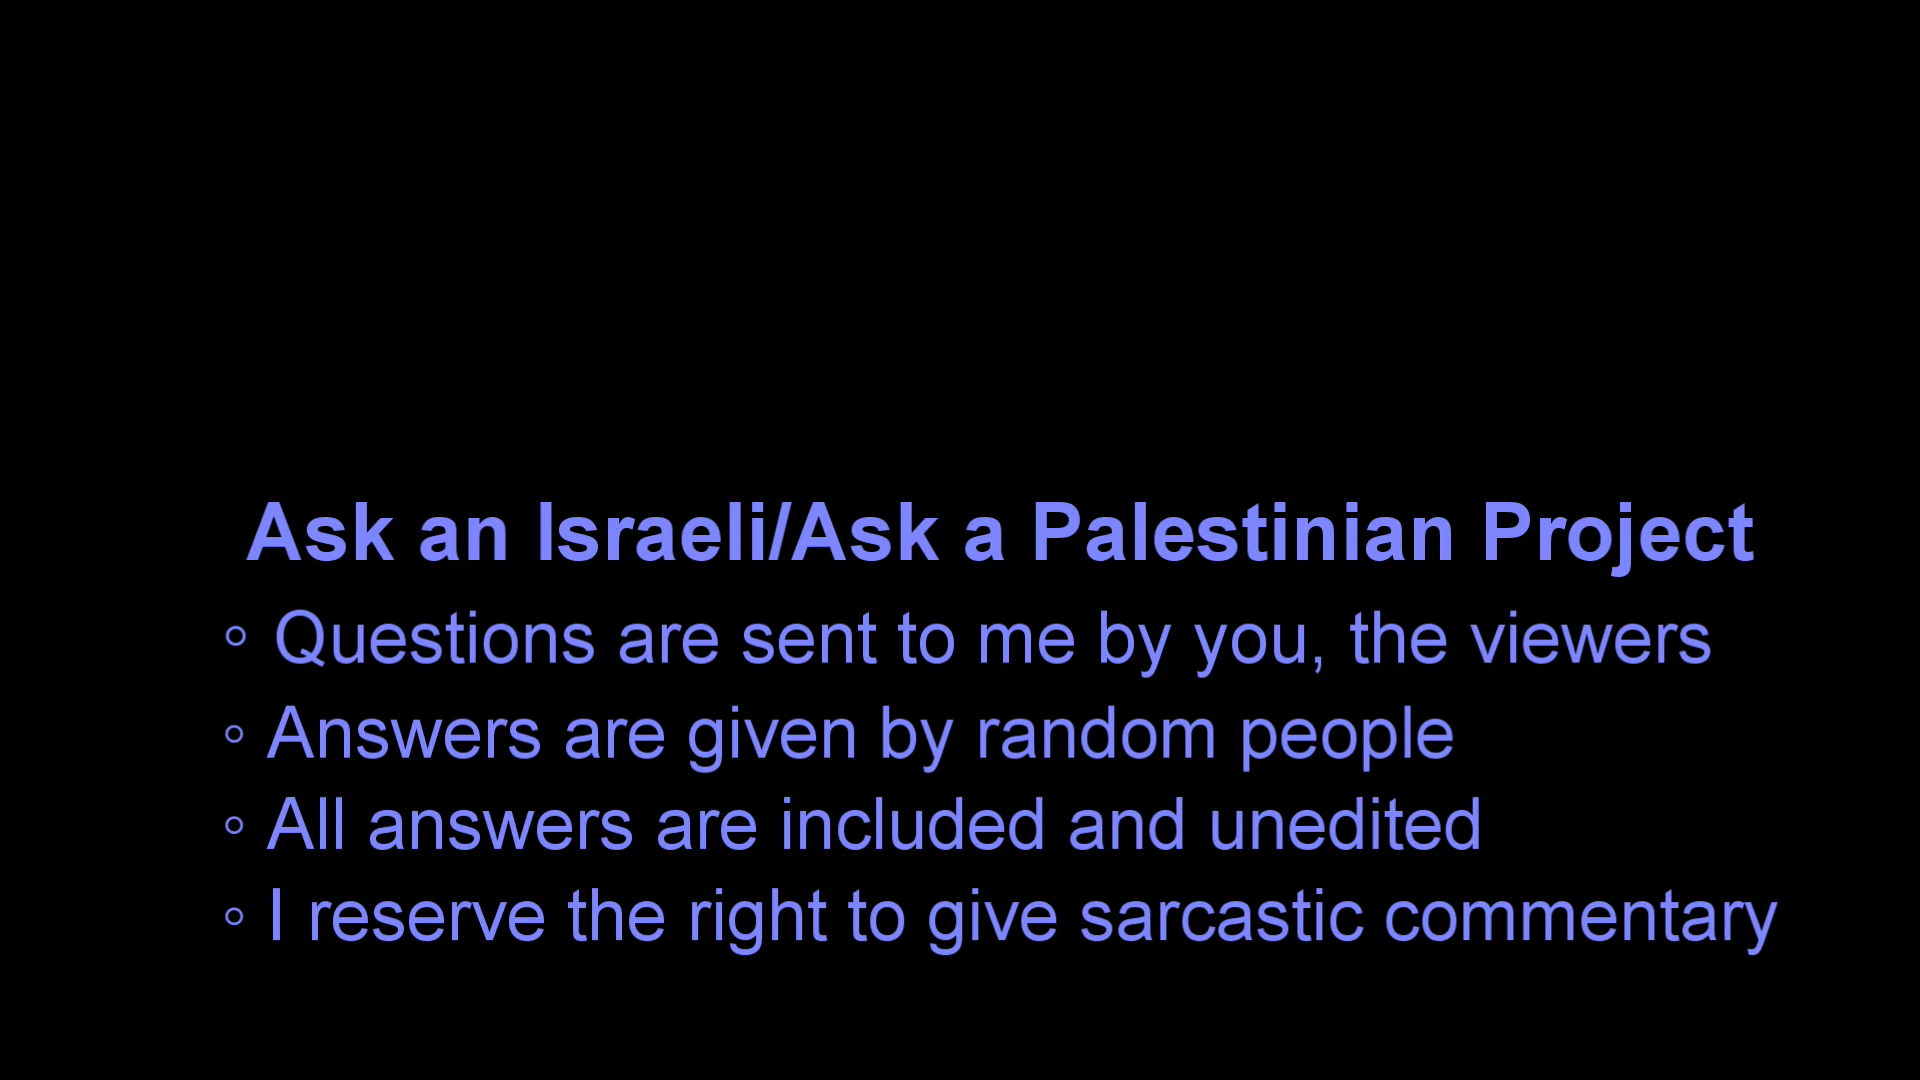 Ask an Israeli/Ask a Palestinian Project
◦ Questions are sent to me by you, the viewers
◦ Answers are given by random people
◦ All answers are included and unedited
◦ I reserve the right to give sarcastic commentary